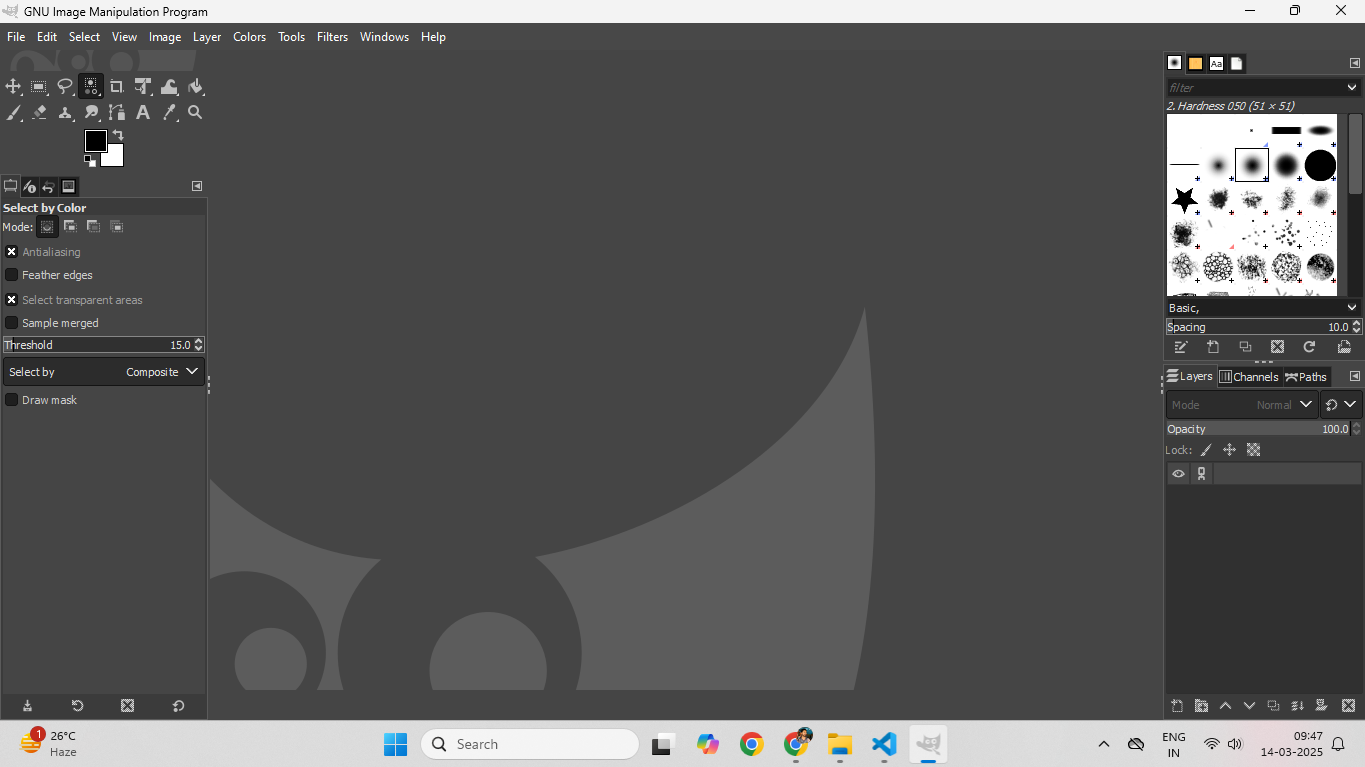 GNU Image Manipulation Program
File Edit Select View Image Layer Colors Tools Filters Windows Help
Aa
filter
2. Hardness 050 (51 × 51)
A
Select by Color
Mode:
Antialiasing
Feather edges
Select transparent areas
Sample merged
Threshold 15.0
Select by Composite
Draw mask
Basic,
Spacing 10.0
Layers Channels Paths
Mode Normal
Opacity 100.0
Lock:
1
26°C
Haze
Search
ENG
IN
09:47
14-03-2025